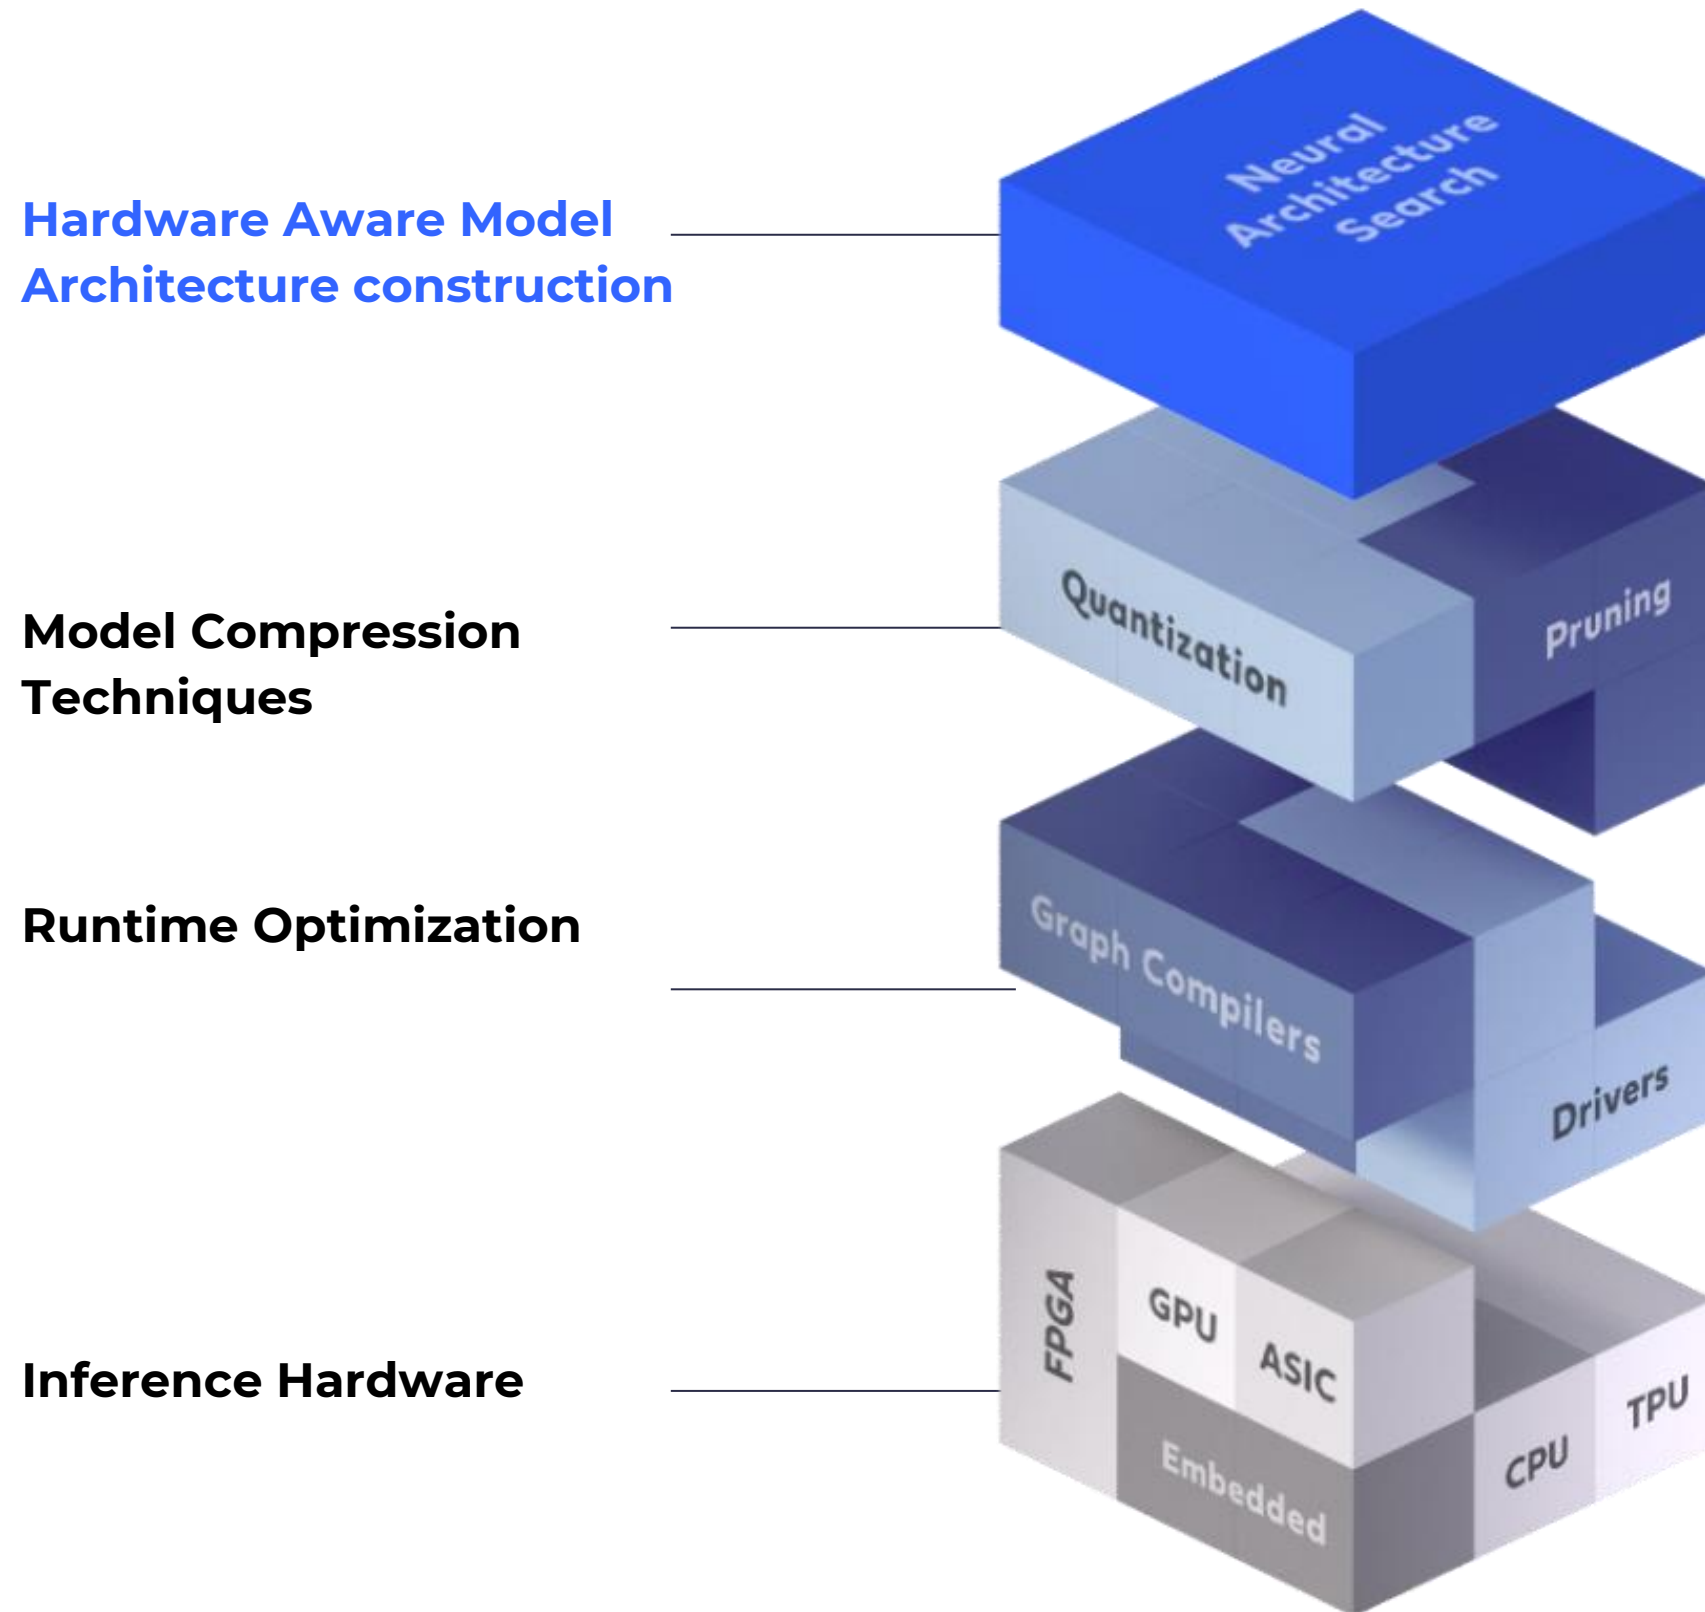 Neural
Architecture
Search
Hardware Aware Model
Architecture construction
Quantization
Pruning
Model Compression
Techniques
Graph Compilers
Drivers
Runtime Optimization
FPGA
GPU
ASIC
Embedded
CPU
TPU
Inference Hardware